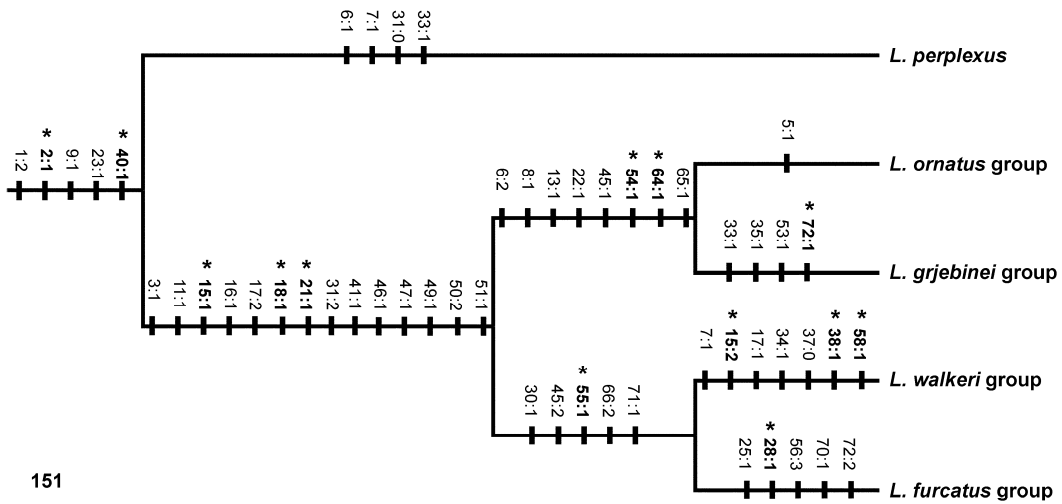 6:1 7:1 31:0 33:1
L. perplexus
1:2 * 2:1 9:1 23:1 * 40:1
5:1
L. ornatus group
6:2 8:1 13:1 22:1 45:1 * 54:1 * 64:1 65:1
33:1 35:1 53:1 * 72:1
L. grjebinei group
3:1 11:1 * 15:1 16:1 17:2 * 18:1 * 21:1 31:2 41:1 46:1 47:1 49:1 50:2 51:1
7:1 * 15:2 17:1 34:1 37:0 * 38:1 * 58:1
L. walkeri group
30:1 45:2 * 55:1 66:2 71:1
25:1 * 28:1 56:3 70:1 72:2
L. furcatus group
151